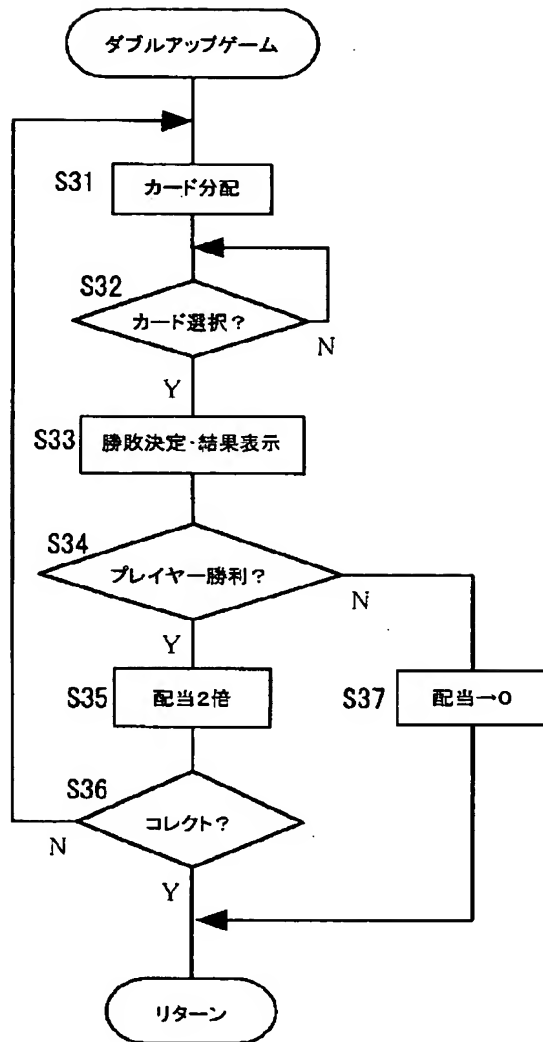 ダブルアップゲーム
S31
カード分配
S32
カード選択？
N
Y
S33
勝敗決定・結果表示
S34
プレイヤー勝利？
N
Y
S35
配当2倍
S37
配当→0
S36
コレクト？
N
Y
リターン